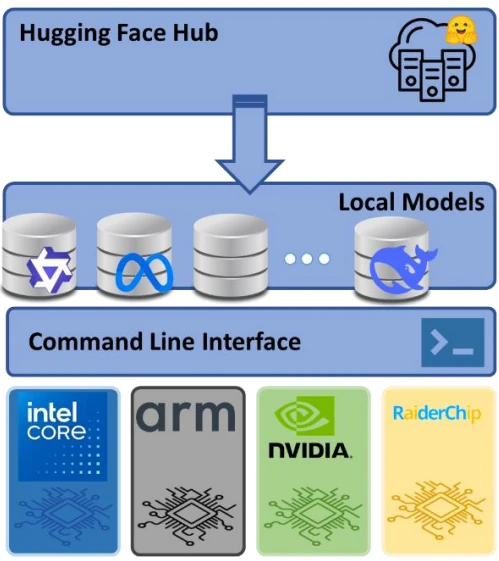 Hugging Face Hub
Local Models
Command Line Interface
>_
intel
CORE
arm
NVIDIA.
RaiderChip